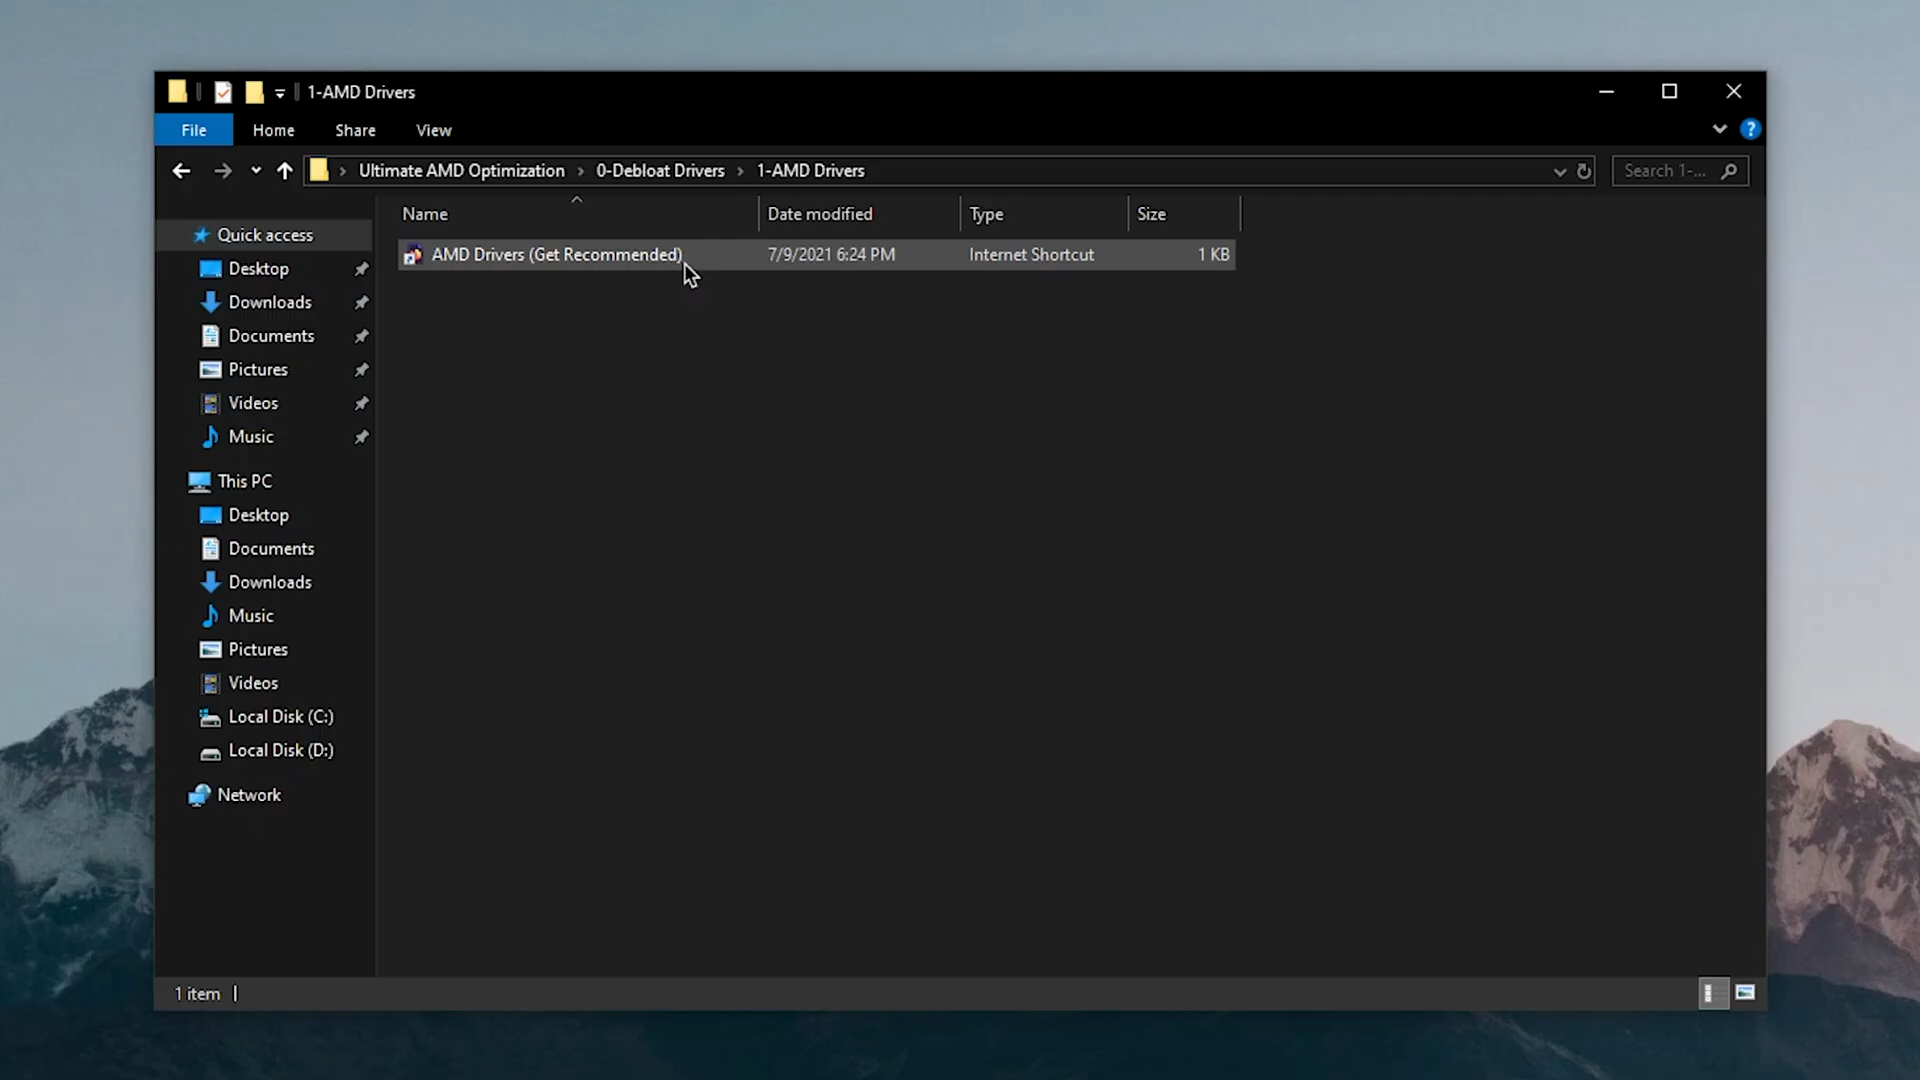 1-AMD Drivers
File Home Share View
Ultimate AMD Optimization 0-Debloat Drivers 1-AMD Drivers Search 1-...
Name Date modified Type Size
AMD Drivers (Get Recommended) 7/9/2021 6:24 PM Internet Shortcut 1 KB
Quick access
Desktop
Downloads
Documents
Pictures
Videos
Music
This PC
Desktop
Documents
Downloads
Music
Pictures
Videos
Local Disk (C:)
Local Disk (D:)
Network
1 item